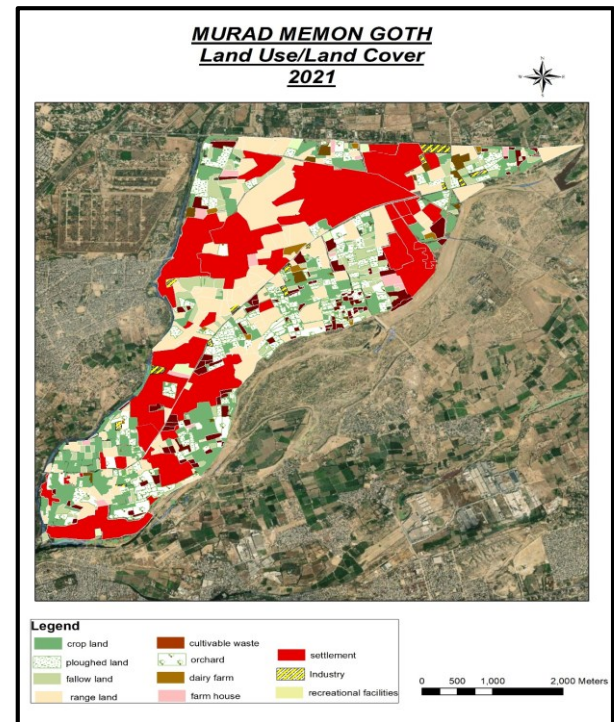 MURAD MEMON GOTH
Land Use/Land Cover
2021
N
Legend
crop land
ploughed land
fallow land
range land
cultivable waste
orchard
dairy farm
farm house
settlement
Industry
recreational facilities
0 500 1,000 2,000 Meters